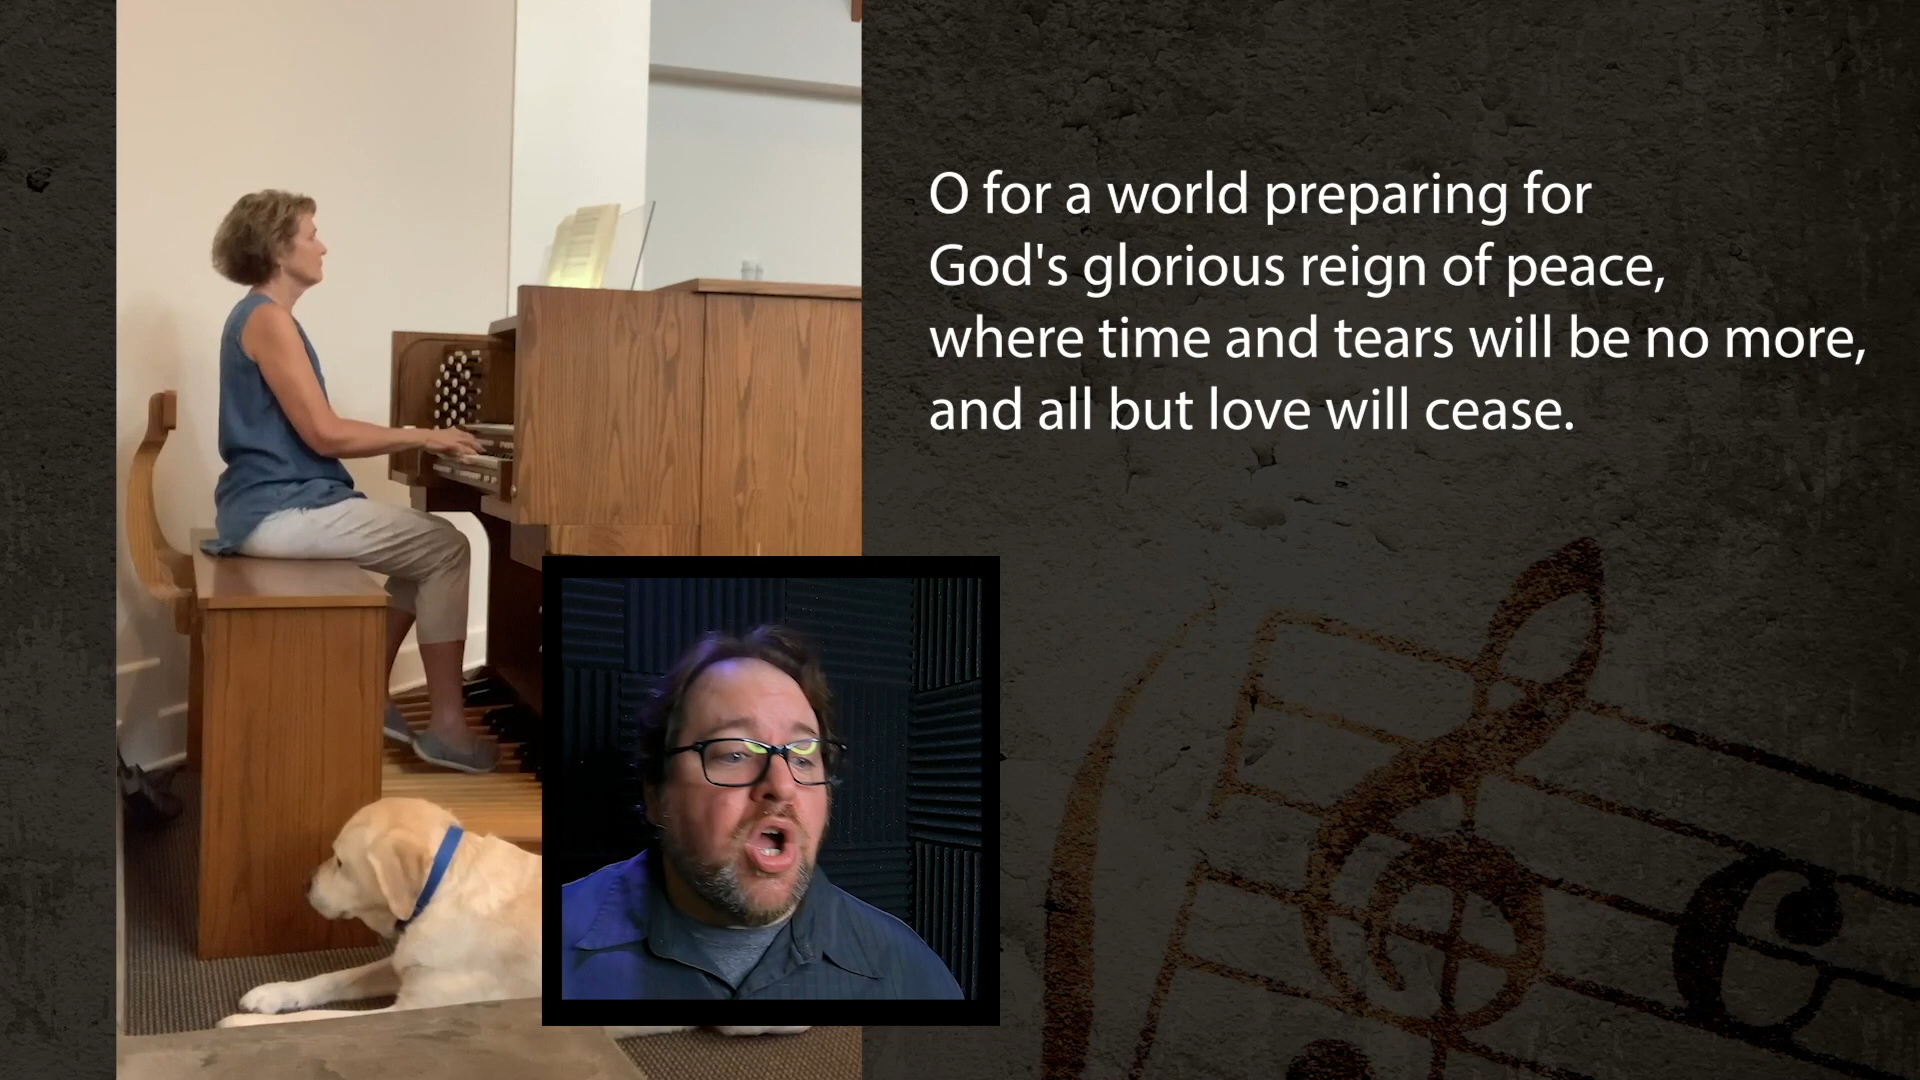 O for a world preparing for
God's glorious reign of peace,
where time and tears will be no more,
and all but love will cease.